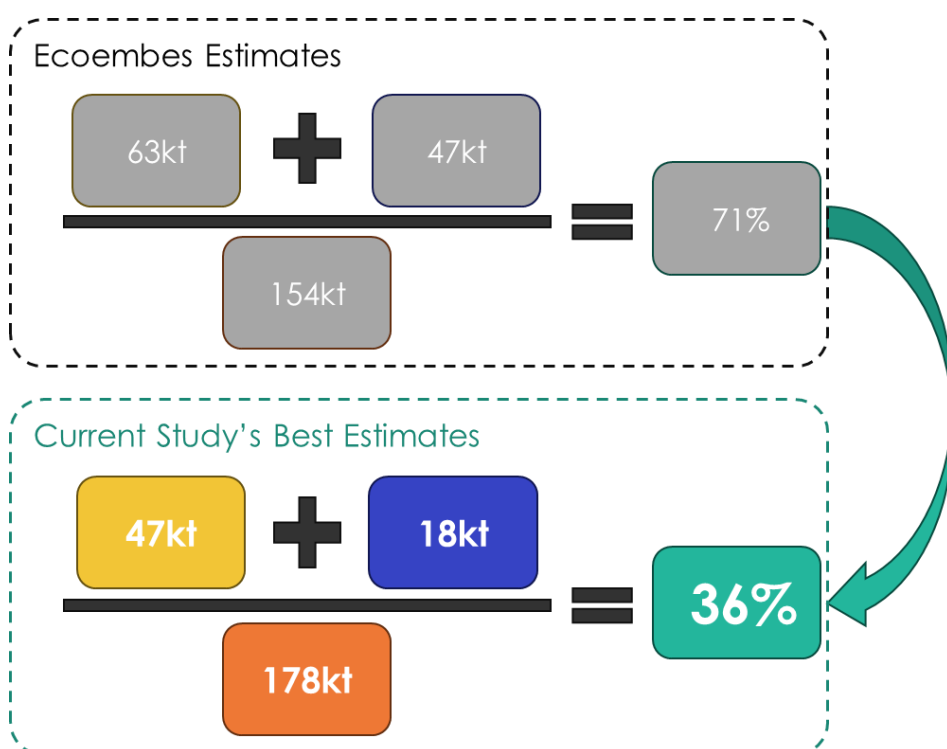 Ecoembes Estimates
63kt
47kt
71%
154kt
Current Study's Best Estimates
47kt
18kt
36%
178kt